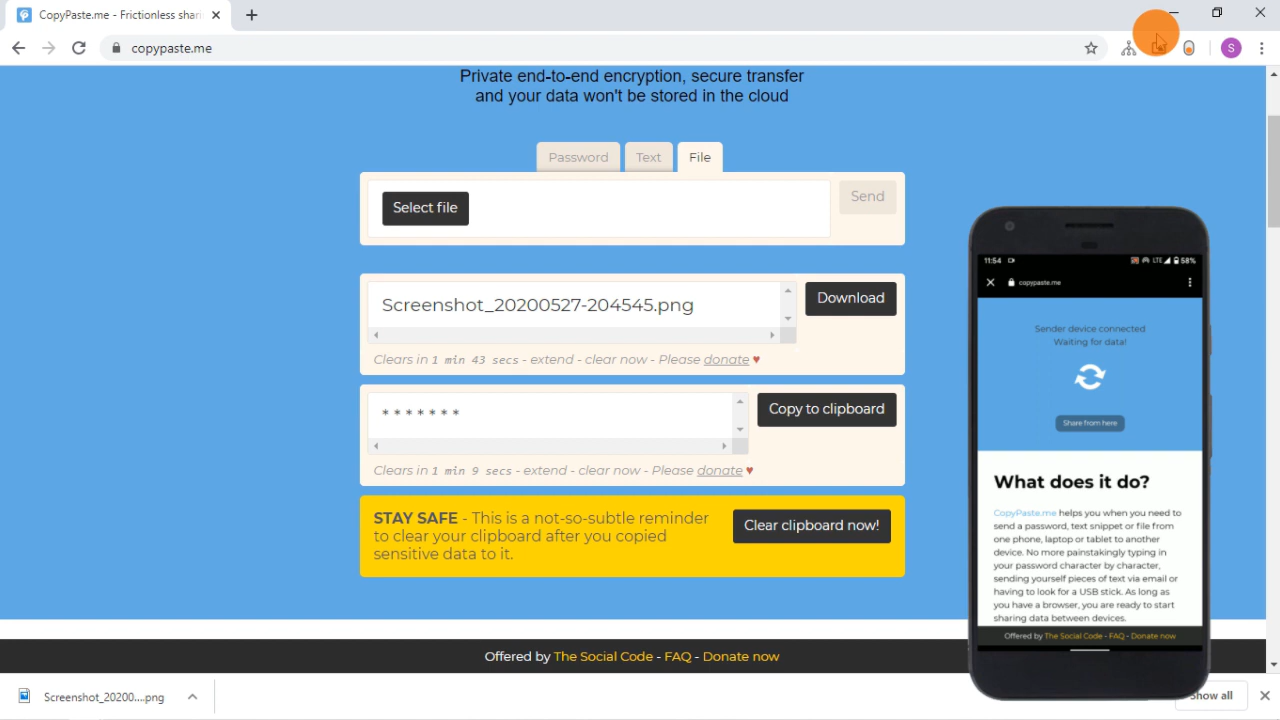 CopyPaste.me - Frictionless shari
copypaste.me
S
Private end-to-end encryption, secure transfer
and your data won't be stored in the cloud
Password Text File
Select file
Send
Screenshot_20200527-204545.png
Download
Clears in 1 min 43 secs - extend - clear now - Please donate ♥
*******
Copy to clipboard
Clears in 1 min 9 secs - extend - clear now - Please donate ♥
STAY SAFE - This is a not-so-subtle reminder
to clear your clipboard after you copied
sensitive data to it.
Clear clipboard now!
Offered by The Social Code - FAQ - Donate now
11:54 LTE 58%
copypaste.me
Sender device connected
Waiting for data!
Share from here
What does it do?
CopyPaste.me helps you when you need to
send a password, text snippet or file from
one phone, laptop or tablet to another
device. No more painstakingly typing in
your password character by character,
sending yourself pieces of text via email or
having to look for a USB stick. As long as
you have a browser, you are ready to start
sharing data between devices.
Offered by The Social Code - FAQ - Donate now
Screenshot_20200....png
Show all